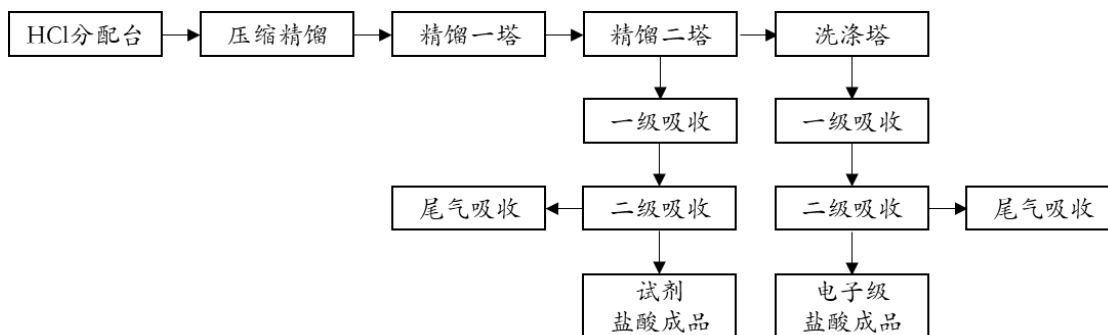 HCl分配台
压缩精馏
精馏一塔
精馏二塔
洗涤塔
一级吸收
一级吸收
尾气吸收
二级吸收
二级吸收
尾气吸收
试剂
盐酸成品
电子级
盐酸成品